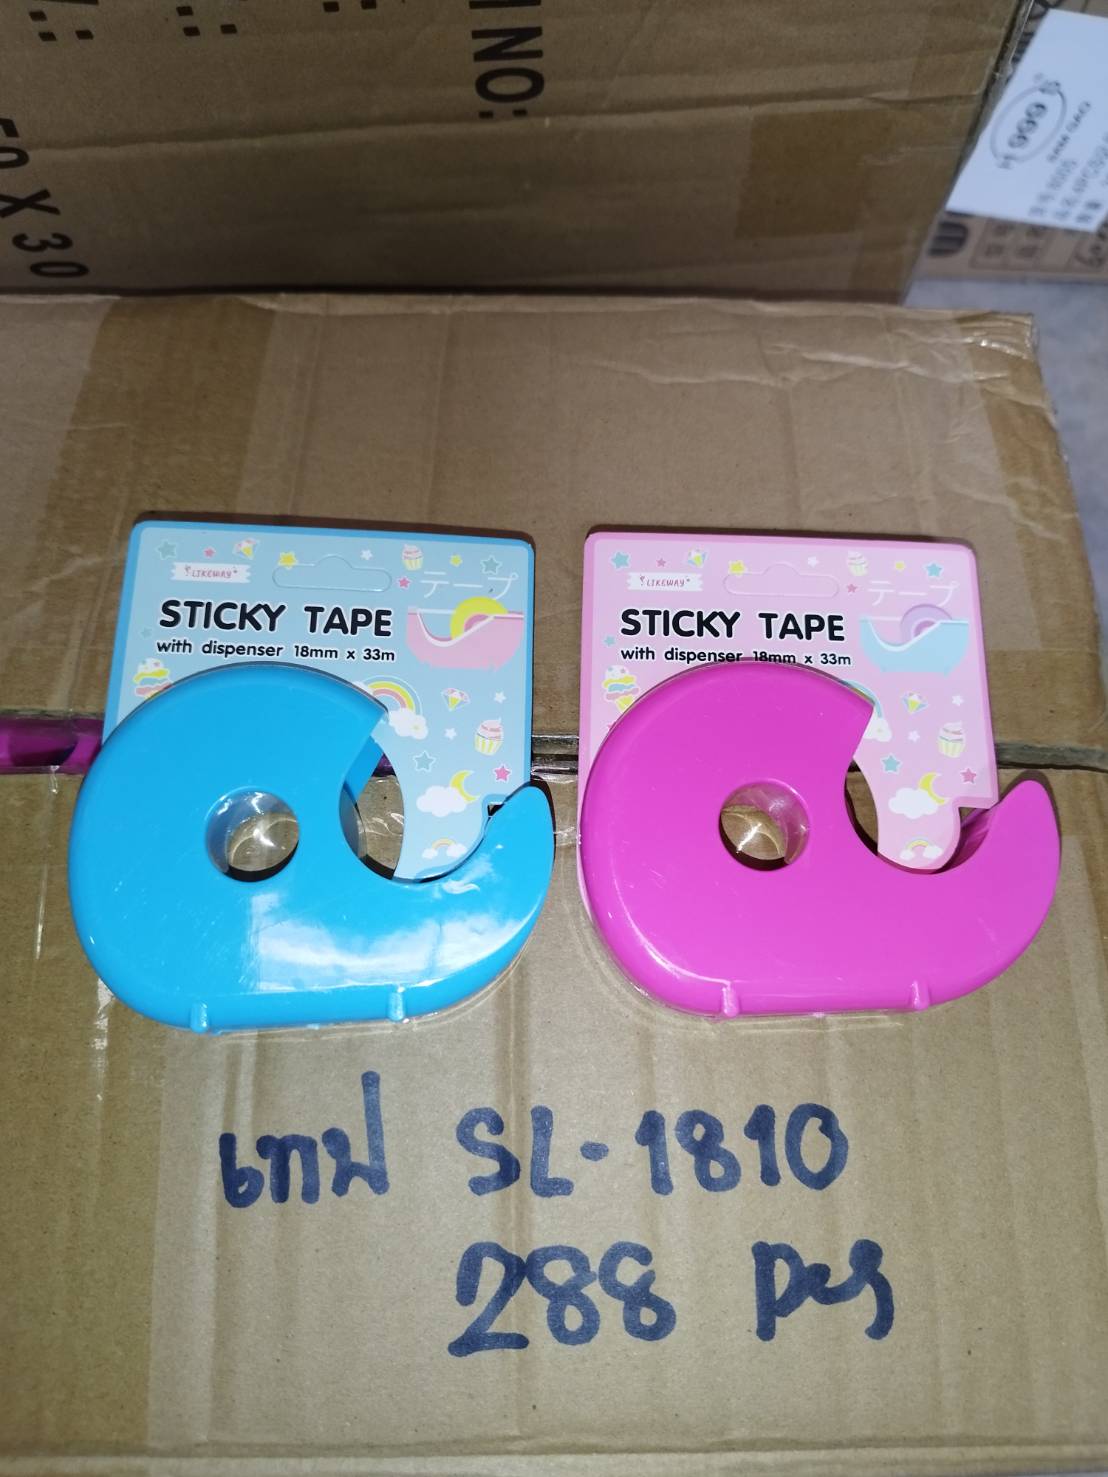 NO:
50 X 30
666
LIKEWAY
テープ
STICKY TAPE
with dispenser 18mm x 33m
LIKEWAY
テープ
STICKY TAPE
with dispenser 18mm x 33m
เทป SL-1810
288 pcs